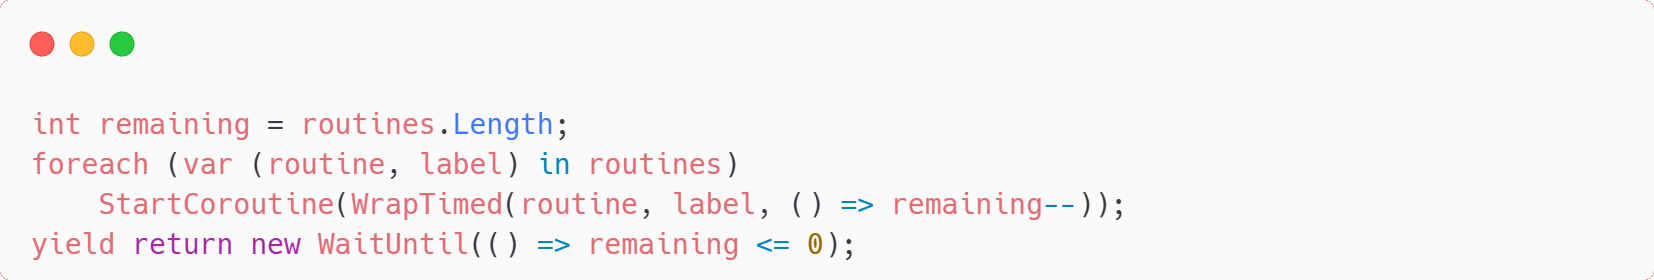 int remaining = routines.Length;
foreach (var (routine, label) in routines)
    StartCoroutine(WrapTimed(routine, label, () => remaining--));
yield return new WaitUntil(() => remaining <= 0);